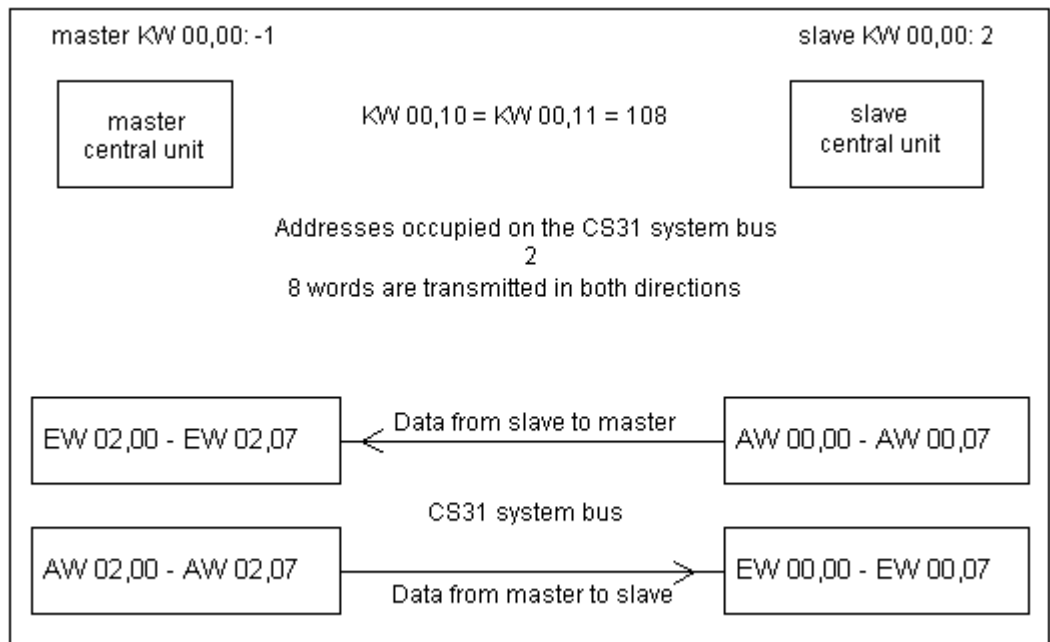 master KW 00,00: -1
slave KW 00,00: 2
master
central unit
KW 00,10 = KW 00,11 = 108
slave
central unit
Addresses occupied on the CS31 system bus
2
8 words are transmitted in both directions
EW 02,00 - EW 02,07
Data from slave to master
AW 00,00 - AW 00,07
CS31 system bus
AW 02,00 - AW 02,07
Data from master to slave
EW 00,00 - EW 00,07